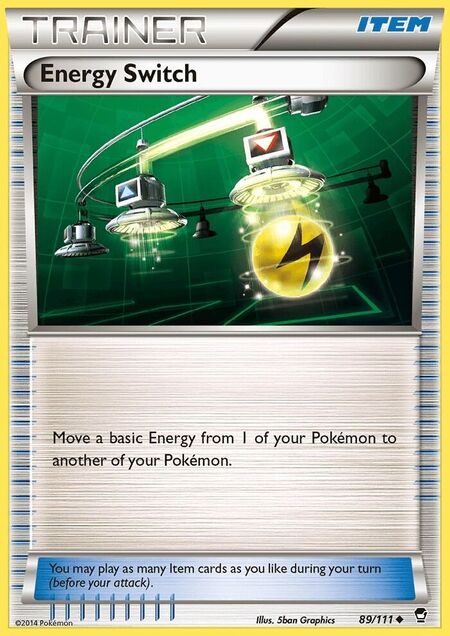 TRAINER ITEM
Energy Switch
Move a basic Energy from 1 of your Pokémon to
another of your Pokémon.
You may play as many Item cards as you like during your turn
(before your attack).
©2014 Pokémon Illus. 5ban Graphics 89/111